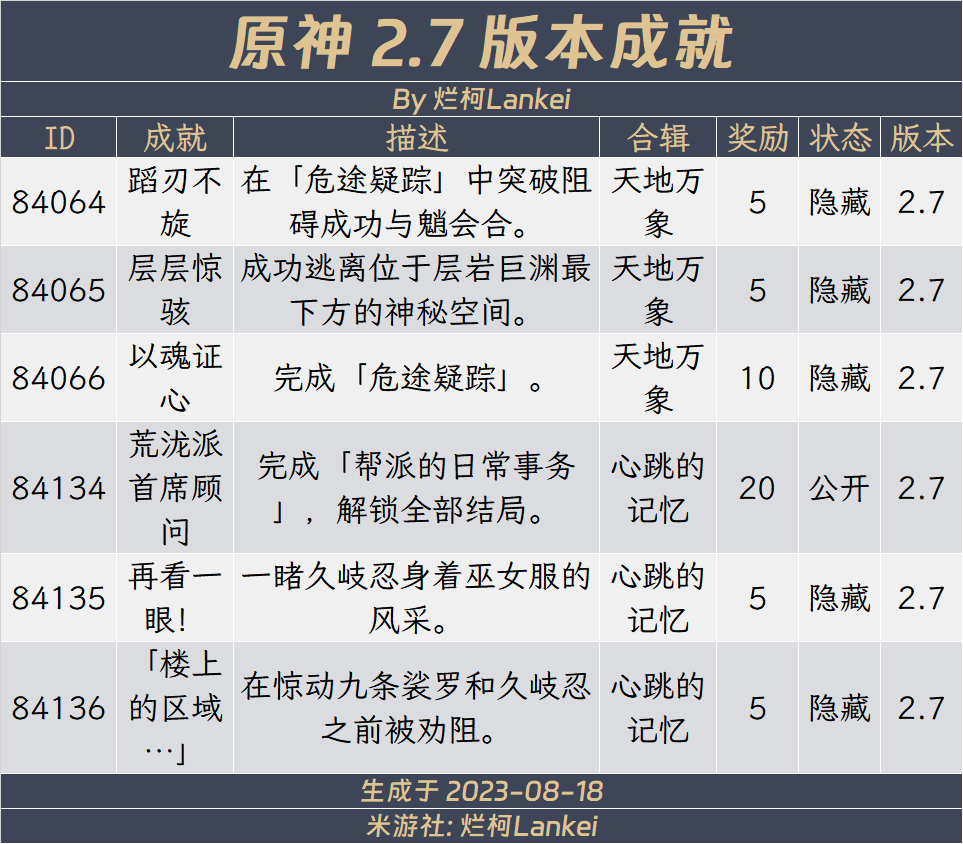 原神 2.7 版本成就
By 烂柯Lankei
ID 成就 描述 合辑 奖励 状态 版本
84064 蹈刃不旋 在「危途疑踪」中突破阻碍成功与魈会合。 天地万象 5 隐藏 2.7
84065 层层惊骇 成功逃离位于层岩巨渊最下方的神秘空间。 天地万象 5 隐藏 2.7
84066 以魂证心 完成「危途疑踪」。 天地万象 10 隐藏 2.7
84134 荒泷派首席顾问 完成「帮派的日常事务」，解锁全部结局。 心跳的记忆 20 公开 2.7
84135 再看一眼！ 一睹久岐忍身着巫女服的风采。 心跳的记忆 5 隐藏 2.7
84136 「楼上的区域…」 在惊动九条裟罗和久岐忍之前被劝阻。 心跳的记忆 5 隐藏 2.7
生成于 2023-08-18
米游社: 烂柯Lankei